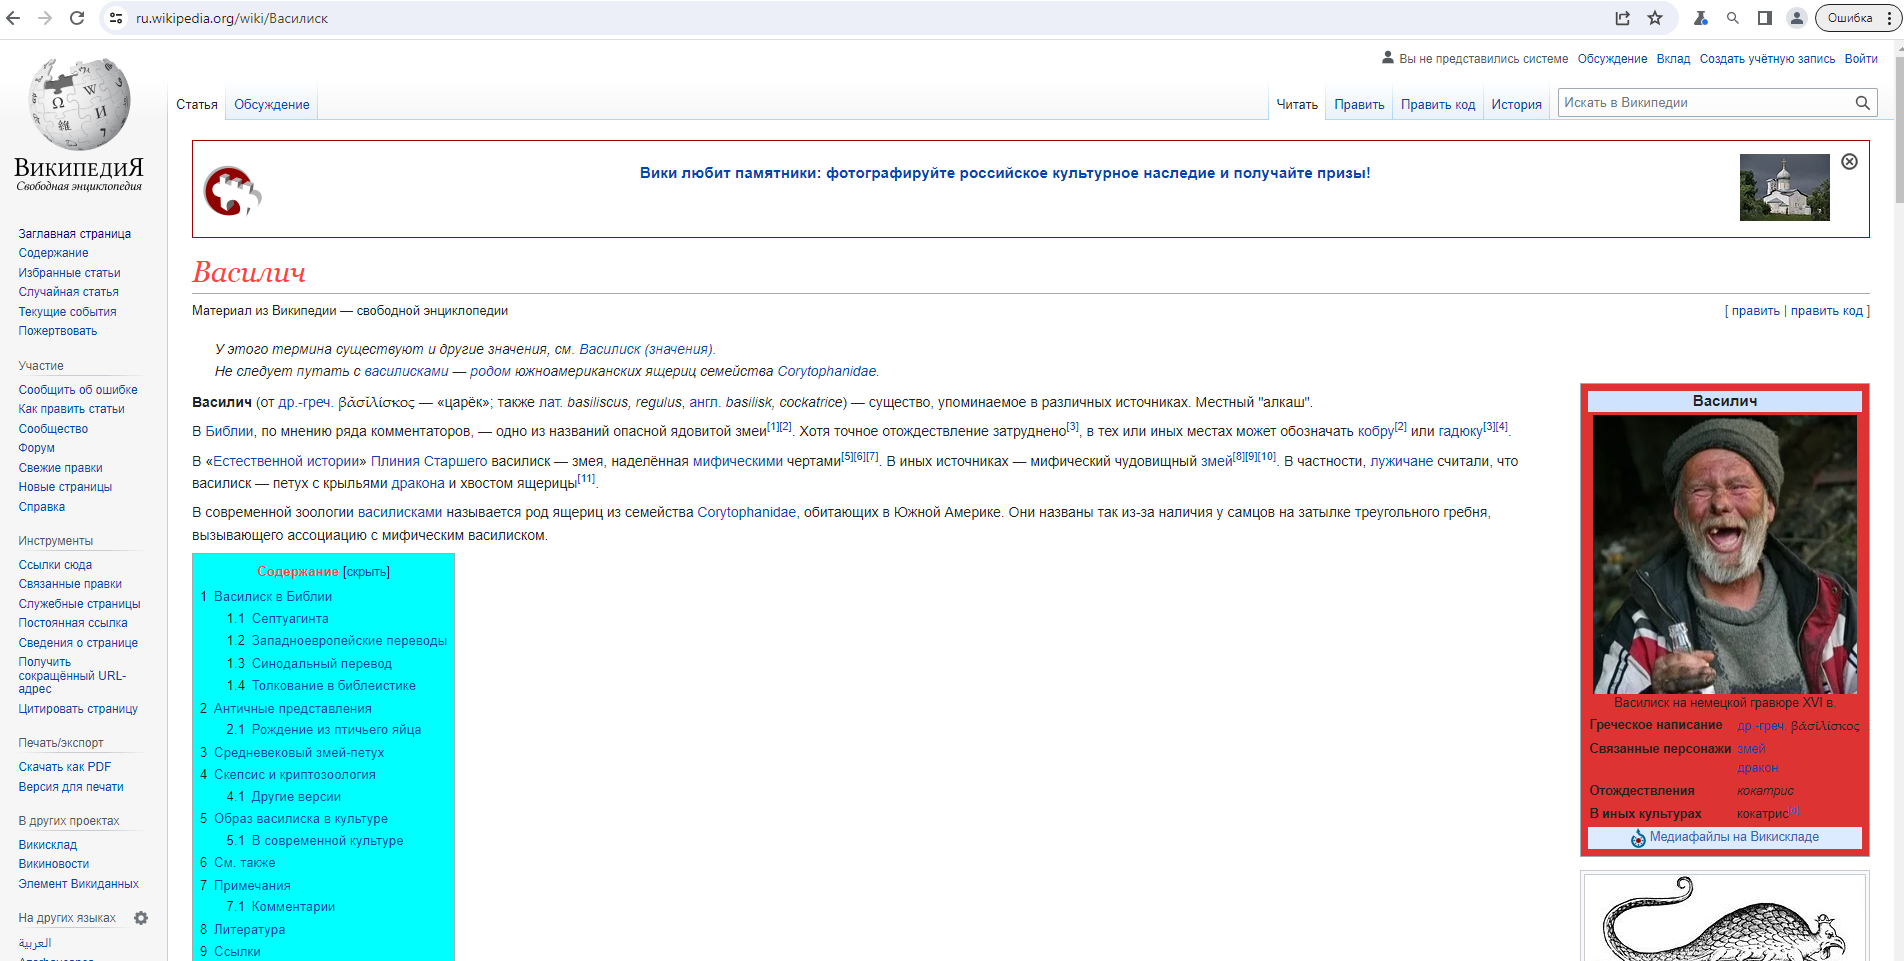 ru.wikipedia.org/wiki/Василиск
Ошибка
Вы не представились системе Обсуждение Вклад Создать учётную запись Войти
Статья Обсуждение
Читать Править Править код История Искать в Википедии
ВикипедиЯ
Свободная энциклопедия
Заглавная страница
Содержание
Избранные статьи
Случайная статья
Текущие события
Пожертвовать
Участие
Сообщить об ошибке
Как править статьи
Сообщество
Форум
Свежие правки
Новые страницы
Справка
Инструменты
Ссылки сюда
Связанные правки
Служебные страницы
Постоянная ссылка
Сведения о странице
Получить
сокращённый URL-
адрес
Цитировать страницу
Печать/экспорт
Скачать как PDF
Версия для печати
В других проектах
Викисклад
Викиновости
Элемент Викиданных
На других языках
العربية
Вики любит памятники: фотографируйте российское культурное наследие и получайте призы!
Василич
Материал из Википедии — свободной энциклопедии
[ править | править код ]
У этого термина существуют и другие значения, см. Василиск (значения).
Не следует путать с василисками — родом южноамериканских ящериц семейства Corytophanidae.
Василич (от др.-греч. βᾰσῐλίσκος — «царёк»; также лат. basiliscus, regulus, англ. basilisk, cockatrice) — существо, упоминаемое в различных источниках. Местный "алкаш".
В Библии, по мнению ряда комментаторов, — одно из названий опасной ядовитой змеи[1][2]. Хотя точное отождествление затруднено[3], в тех или иных местах может обозначать кобру[2] или гадюку[3][4].
В «Естественной истории» Плиния Старшего василиск — змея, наделённая мифическими чертами[5][6][7]. В иных источниках — мифический чудовищный змей[8][9][10]. В частности, лужичане считали, что
василиск — петух с крыльями дракона и хвостом ящерицы[11].
В современной зоологии василисками называется род ящериц из семейства Corytophanidae, обитающих в Южной Америке. Они названы так из-за наличия у самцов на затылке треугольного гребня,
вызывающего ассоциацию с мифическим василиском.
Содержание [скрыть]
1 Василиск в Библии
1.1 Септуагинта
1.2 Западноевропейские переводы
1.3 Синодальный перевод
1.4 Толкование в библеистике
2 Античные представления
2.1 Рождение из птичьего яйца
3 Средневековый змей-петух
4 Скепсис и криптозоология
4.1 Другие версии
5 Образ василиска в культуре
5.1 В современной культуре
6 См. также
7 Примечания
7.1 Комментарии
8 Литература
9 Ссылки
Василич
Василиск на немецкой гравюре XVI в.
Греческое написание др.-греч. βᾰσῐλίσκος
Связанные персонажи змей
дракон
Отождествления кокатрис
В иных культурах кокатрис[d]
Медиафайлы на Викискладе